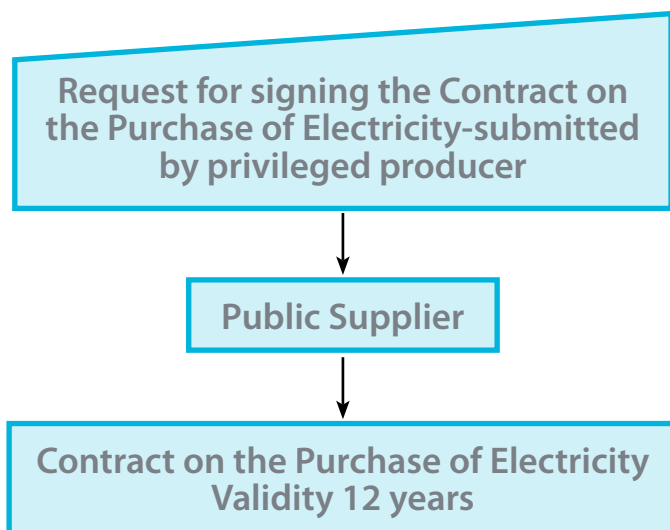 Request for signing the Contract on
the Purchase of Electricity-submitted
by privileged producer
Public Supplier
Contract on the Purchase of Electricity
Validity 12 years